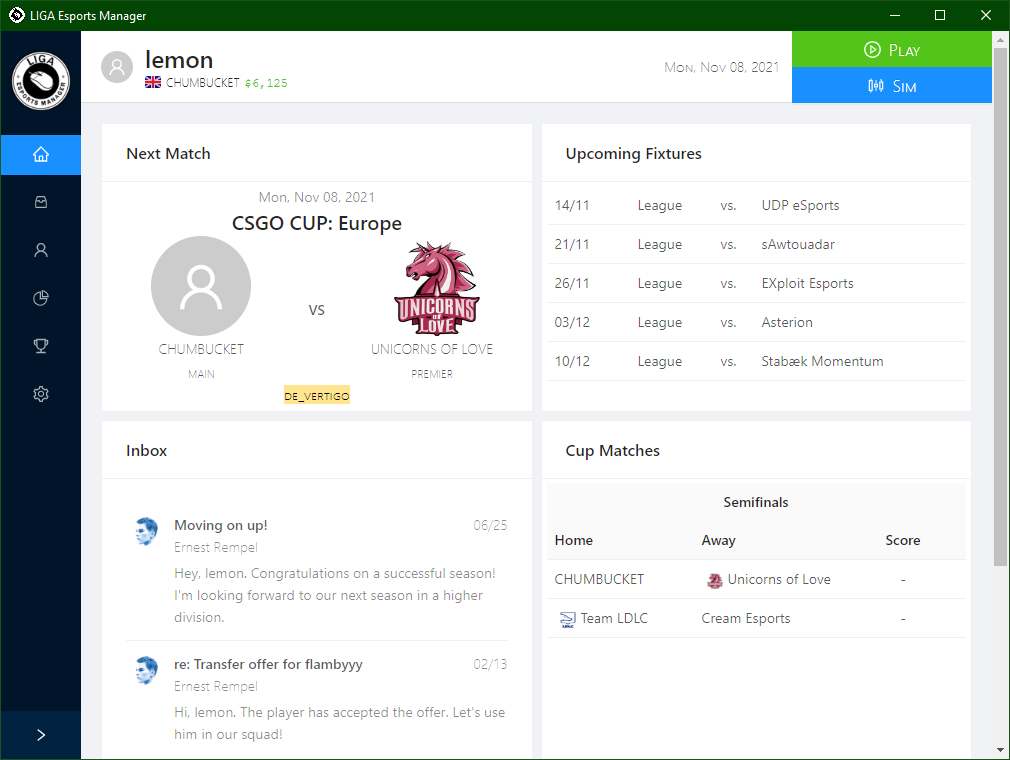 LIGA Esports Manager
LIGA
ESPORTS MANAGER
lemon
CHUMBUCKET $6,125
Mon, Nov 08, 2021
Play
Sim
Next Match
Mon, Nov 08, 2021
CSGO CUP: Europe
VS
UNICORNS
OF
LOVE
CHUMBUCKET
UNICORNS OF LOVE
MAIN
PREMIER
DE_VERTIGO
Upcoming Fixtures
14/11 League vs. UDP eSports
21/11 League vs. sAwtouadar
26/11 League vs. EXploit Esports
03/12 League vs. Asterion
10/12 League vs. Stabæk Momentum
Inbox
Moving on up! 06/25
Ernest Rempel
Hey, lemon. Congratulations on a successful season!
I'm looking forward to our next season in a higher
division.
re: Transfer offer for flambyyy 02/13
Ernest Rempel
Hi, lemon. The player has accepted the offer. Let's use
him in our squad!
Cup Matches
Semifinals
Home Away Score
CHUMBUCKET Unicorns of Love -
LDLC Team LDLC Cream Esports -